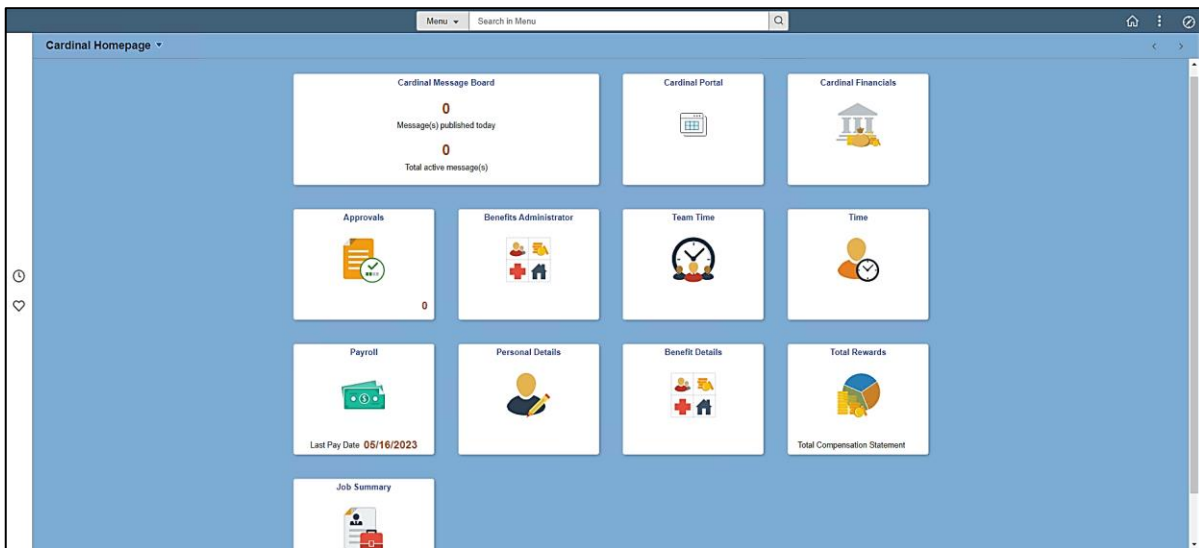 Menu
Search in Menu
Cardinal Homepage
Cardinal Message Board
0
Message(s) published today
0
Total active message(s)
Cardinal Portal
Cardinal Financials
Approvals
0
Benefits Administrator
Team Time
Time
Payroll
Last Pay Date 05/16/2023
Personal Details
Benefit Details
Total Rewards
Total Compensation Statement
Job Summary